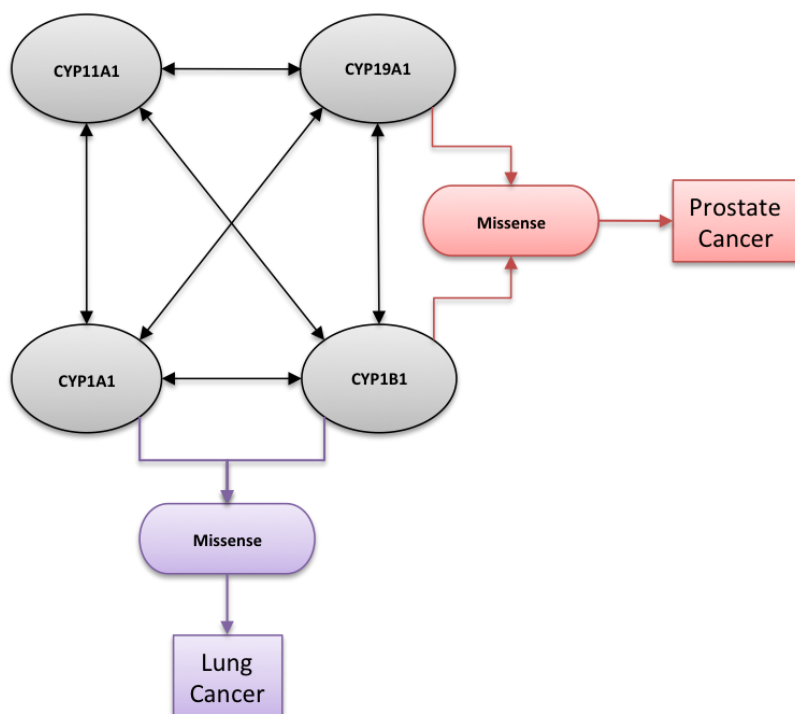 CYP11A1
CYP19A1
Missense
Prostate
Cancer
CYP1A1
CYP1B1
Missense
Lung
Cancer